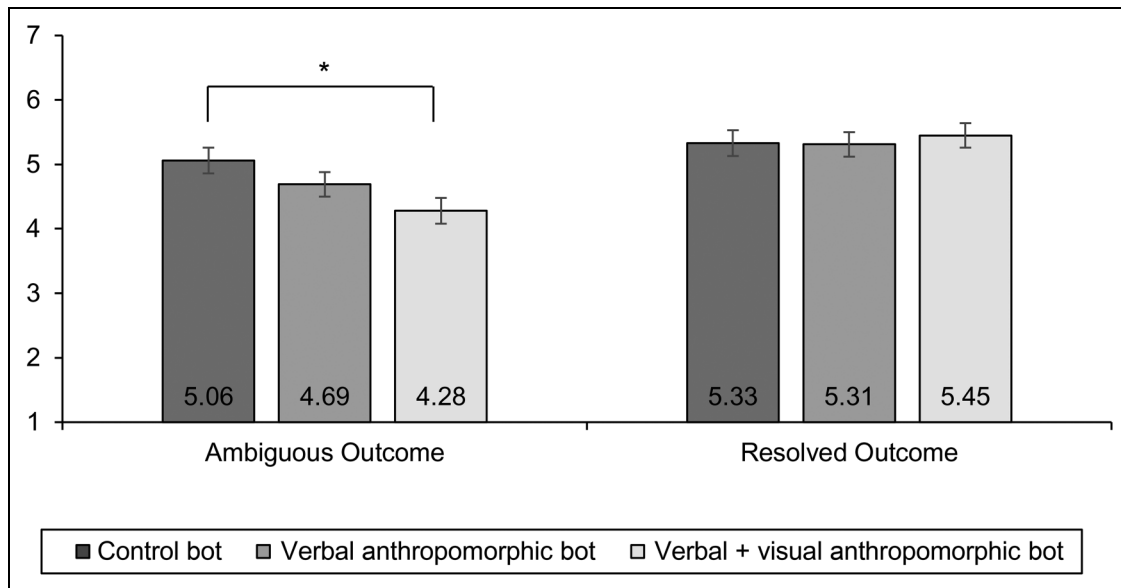 7
6
5
4
3
2
1
*
5.06 4.69 4.28 5.33 5.31 5.45
Ambiguous Outcome Resolved Outcome
Control bot Verbal anthropomorphic bot Verbal + visual anthropomorphic bot